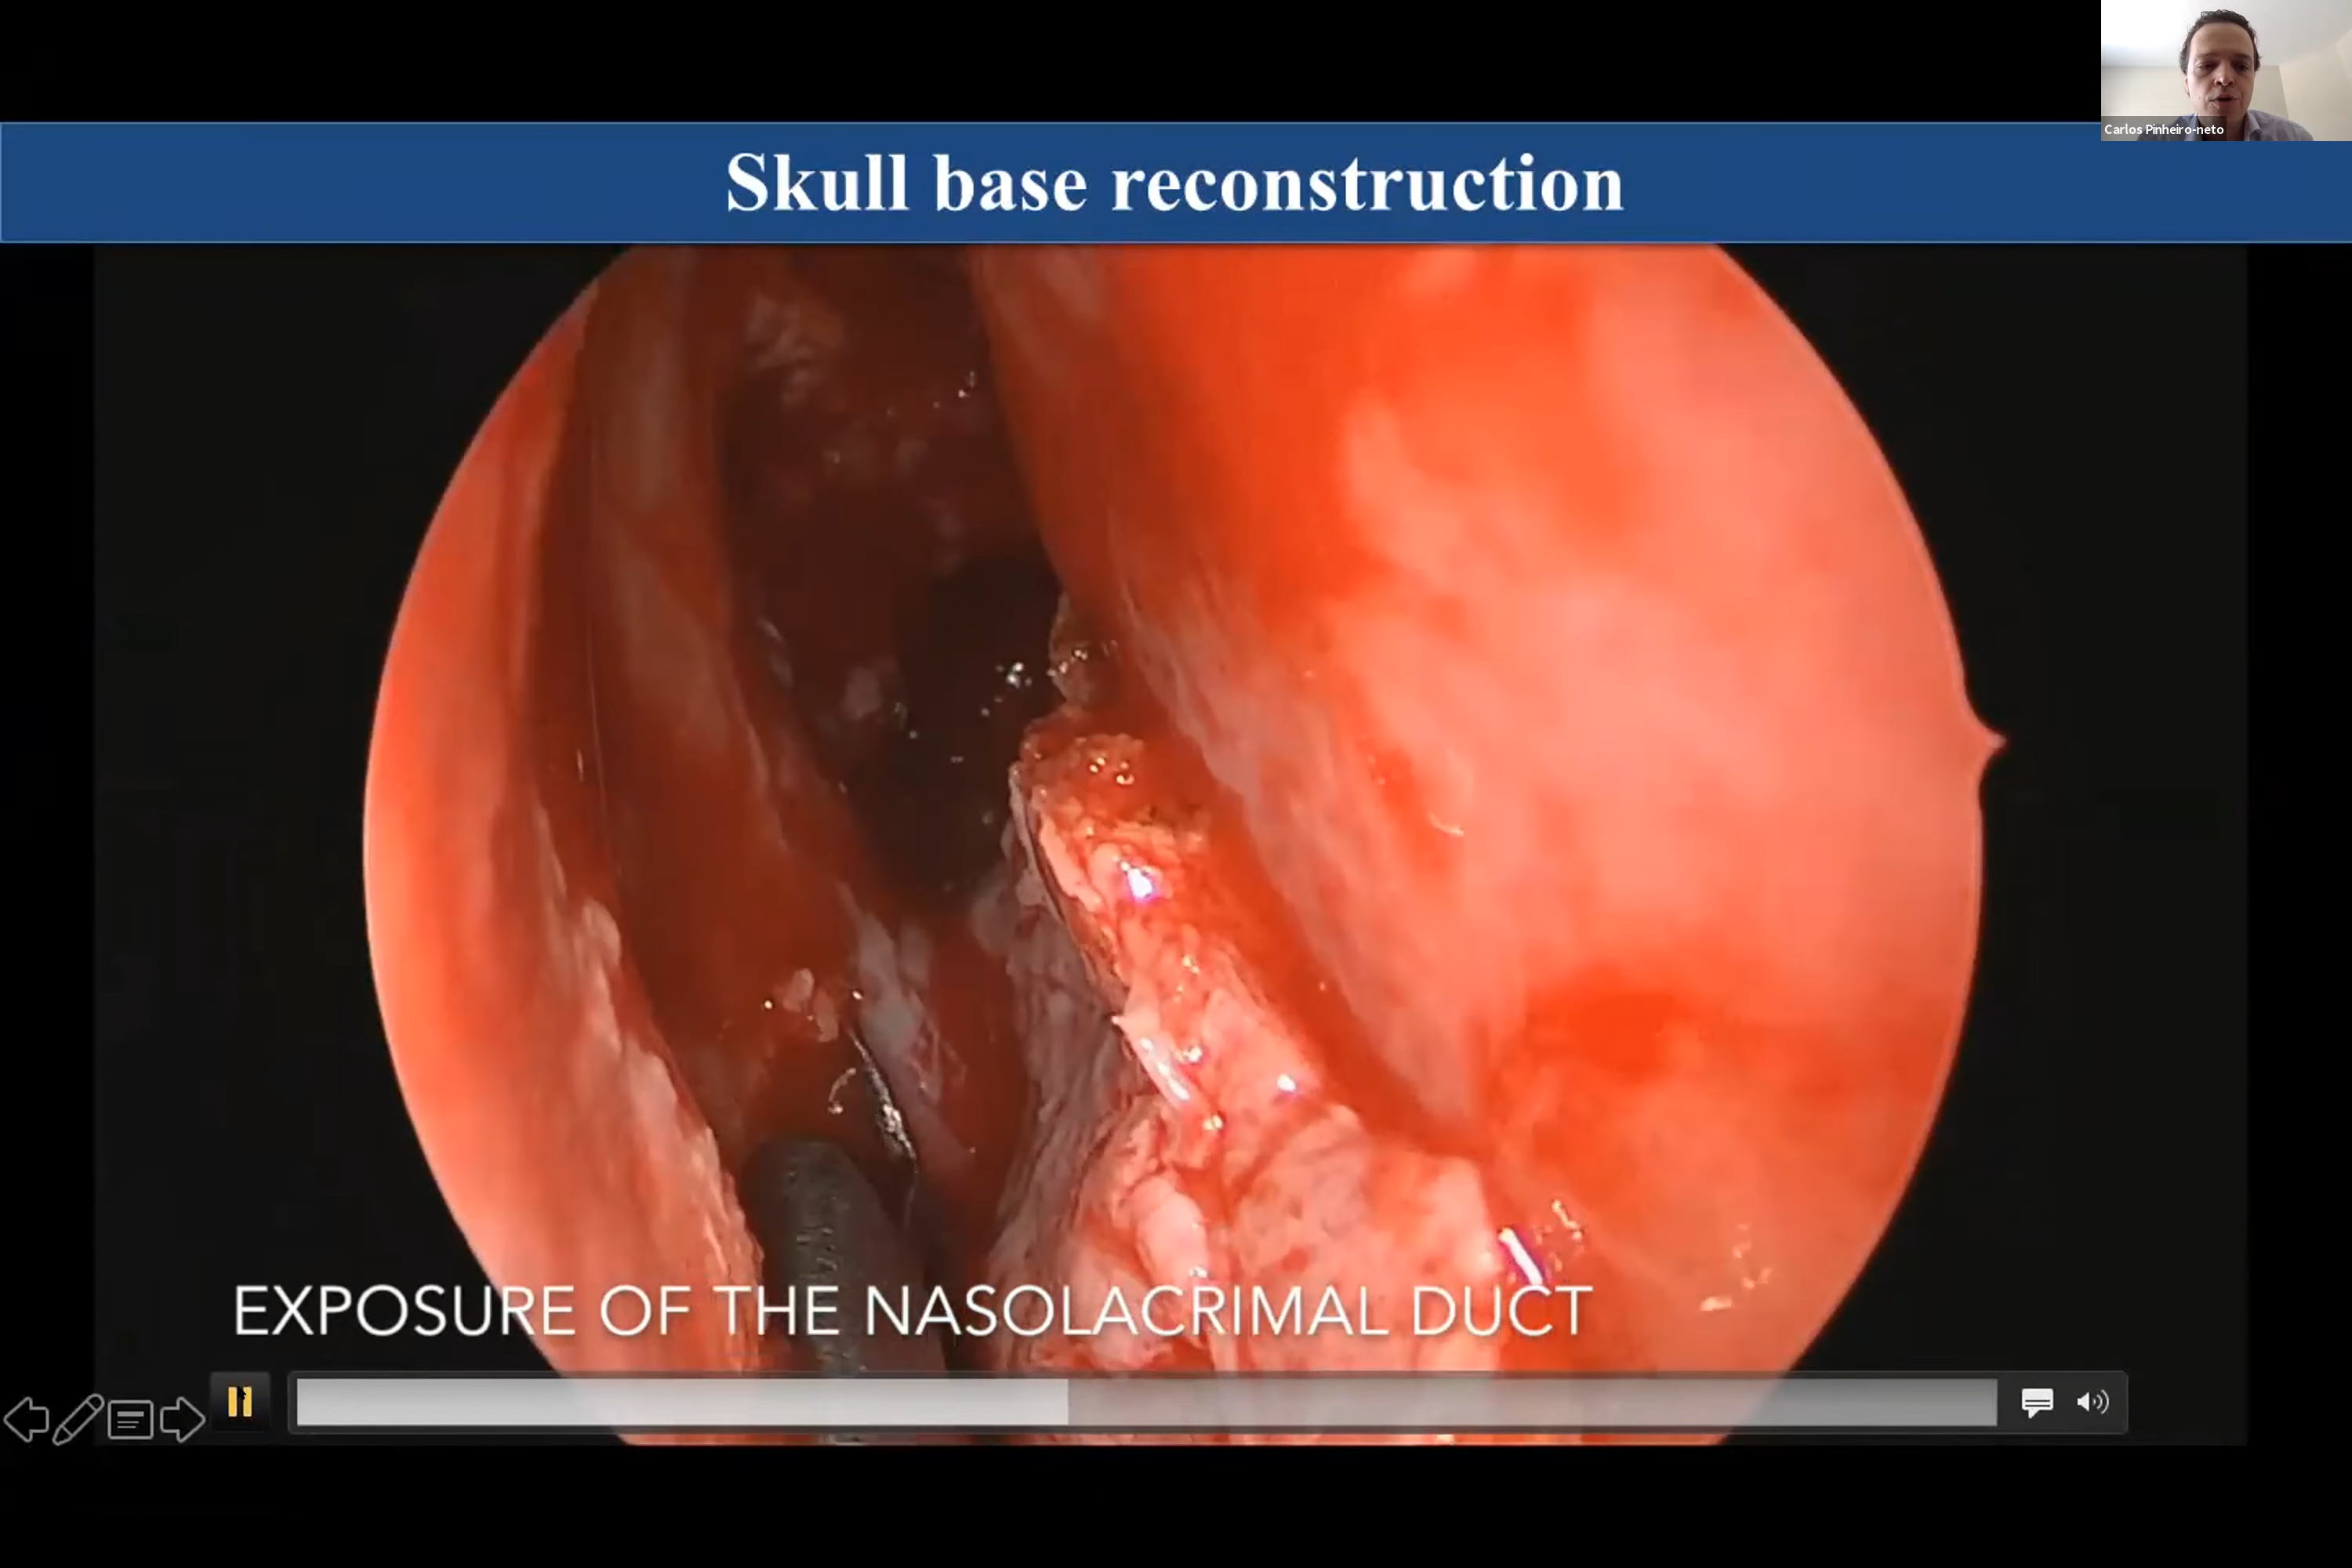 Carlos Pinheiro-neto
Skull base reconstruction
EXPOSURE OF THE NASOLACRIMAL DUCT